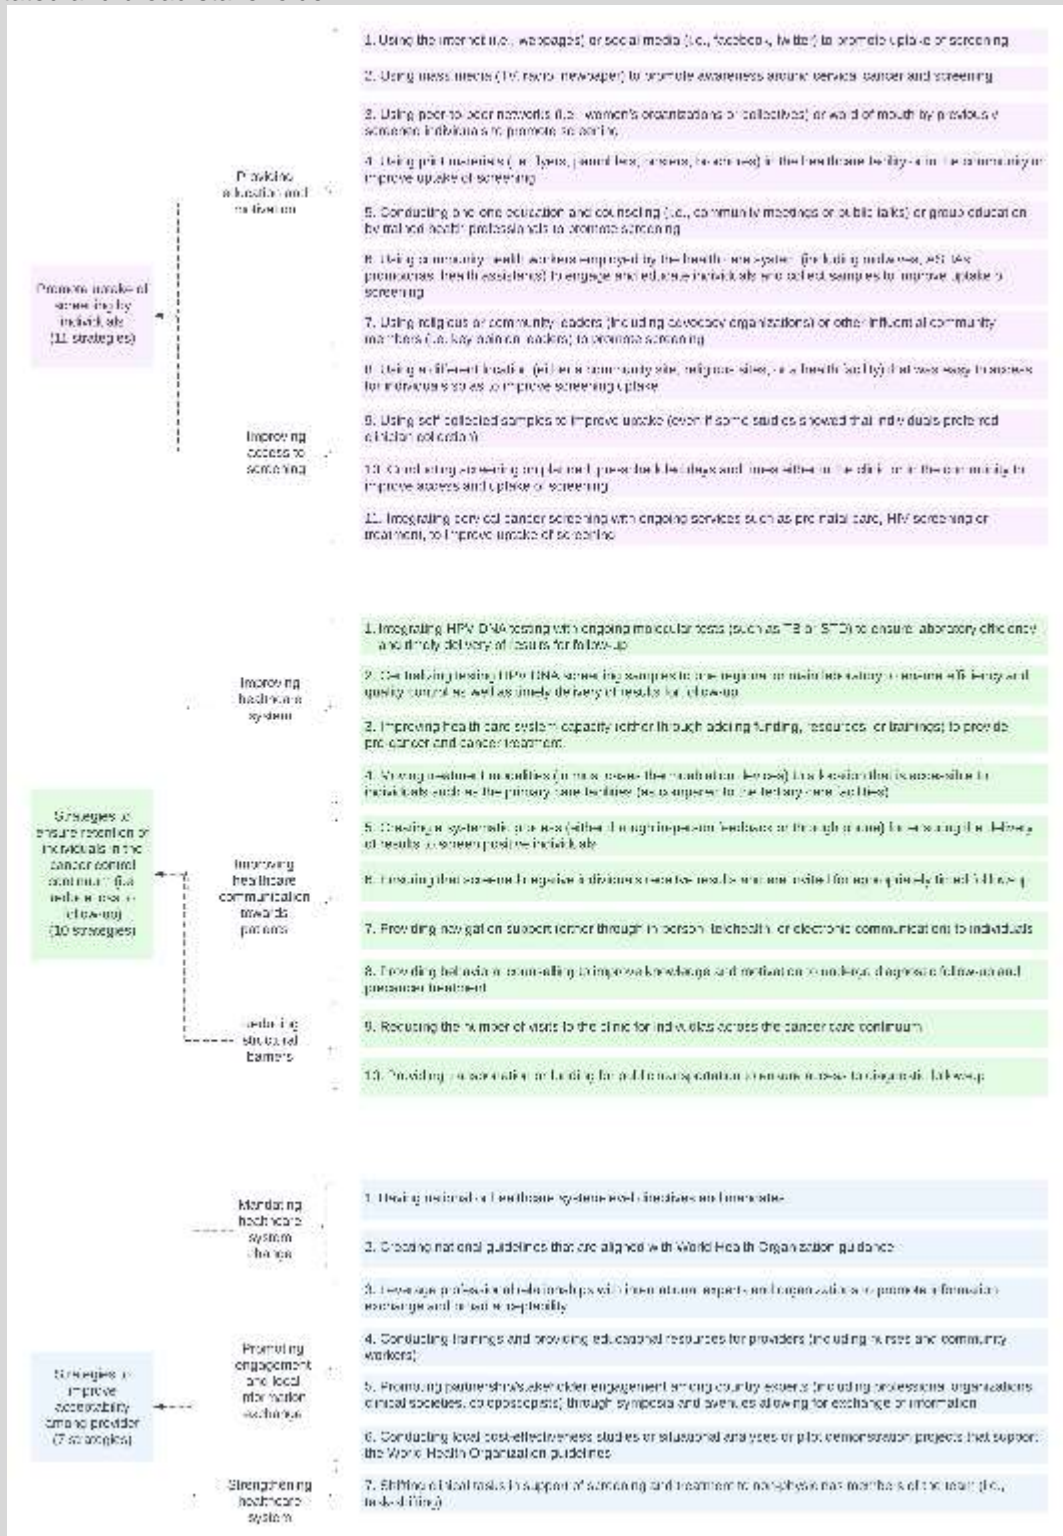 Promote uptake of
screening by
individuals
(11 strategies)
Providing
education and
motivation
1. Using the internet (i.e., webpages) or social media (i.e., facebook, twitter) to promote uptake of screening
2. Using mass media (TV, radio, newpaper) to promote awareness around cervical cancer and screening
3. Using peer-to-peer networks (i.e., women's organizations or collectives) or word of mouth by previously
screened individuals to promote screening
4. Using print materials (i.e., flyers, pamphlets, posters, brochures) in the healthcare facility or in the community
improve uptake of screening
5. Conducting one-one education and counseling (i.e., community meetings or public talks) or group education
by trained health professionals to promote screening
6. Using community health workers employed by the health care system (including midwives, ASHAs
promotoras, health assistants) to engage and educate individuals and collect samples to improve uptake of
screening
7. Using religious or community leaders (including advocacy organizations) or other influential community
members (i.e. key opinion leaders) to promote screening
Improving
access to
screening
8. Using a different location (either a community site, religious sites, or a health facility) that was easy to access
for individuals so as to improve screening uptake
9. Using self-collected samples to improve uptake (even if some studies showed that individuals preferred
clinician collection)
10. Conducting screening on planned, pre-scheduled days and times either in the clinic or in the community to
improve access and uptake of screening
11. Integrating cervical cancer screening with ongoing services such as pre-natal care, HIV screening or
treatment, to improve uptake of screening
Strategies to
ensure retention of
individuals in the
cancer control
continuum (i.e.
reduce loss to
follow-up)
(10 strategies)
Improving
healthcare
system
1. Integrating HPV DNA testing with ongoing molecular tests (such as TB or STD) to ensure laboratory efficiency
and timely delivery of results for follow-up
2. Centralizing testing HPV DNA screening samples to one regional or main laboratory to ensure efficiency and
quality control as well as timely delivery of results for follow-up
3. Improving health care system capacity (either through adding funding, resources, or trainings) to provide
pre-cancer and cancer treatment
4. Moving treatment modalities (in most cases thermoablation devices) to a location that is accessible to
individuals such as the primary care facilities (as compared to the tertiary care facilities)
Improving
healthcare
communication
towards
patients
5. Creating a systematic process (either through in-person feedback or through phone) for ensuring the delivery
of results to screen positive individuals
6. Ensuring that screened negative individuals receive results and are invited for appropriately timed follow-up
7. Providing navigation support (either through in person, telehealth, or electronic communication) to individuals
8. Providing behavioral counselling to improve knowledge and motivation to undergo diagnostic follow-up and
precancer treatment
Reducing
structural
barriers
9. Reducing the number of visits to the clinic for indivudlas across the cancer care continuum
10. Providing transportation or funding for public transportation to ensure access to diagnostic follow-up
Strategies to
improve
acceptability
among provider
(7 strategies)
Mandating
healthcare
system
change
1. Having national or healthcare system-level directives and mandates
2. Creating national guidelines that are aligned with World Health Organization guidance
Promoting
engagement
and local
information
exchange
3. Leverage professional relationships with international experts and organizations to promote information
exchange and broad acceptability
4. Conducting trainings and providing educational resources for providers (including nurses and community
workers)
5. Promoting partnership/stakeholder engagement among country experts (including professional organizations
clinical societies, colposcopists) through symposia and avenues allowing for exchange of information
6. Conducting local cost-effectiveness studies or situational analyses or pilot demonstration projects that support
the World Health Organization guidelines
Strengthening
healthcare
system
7. Shifting clinical tasks in support of screening and treatment to non-physicians members of the team (i.e.,
task-shifting)